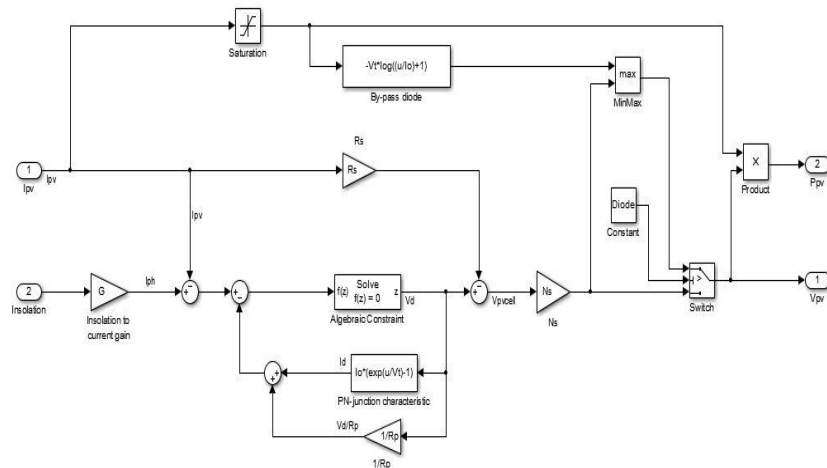 Saturation
-Vt*log((u/Io)+1)
By-pass diode
max
MinMax
1
Ipv
Ipv
Rs
Rs
Ipv
Diode
Constant
X
Product
2
Ppv
2
Insolation
G
Insolation to
current gain
Iph
f(z)
Solve
f(z) = 0
z
Algebraic Constraint
Vd
Vpvcell
Ns
Ns
>
Switch
1
Vpv
Id
Io*(exp(u/Vt)-1)
PN-junction characteristic
Vd/Rp
1/Rp
1/Rp